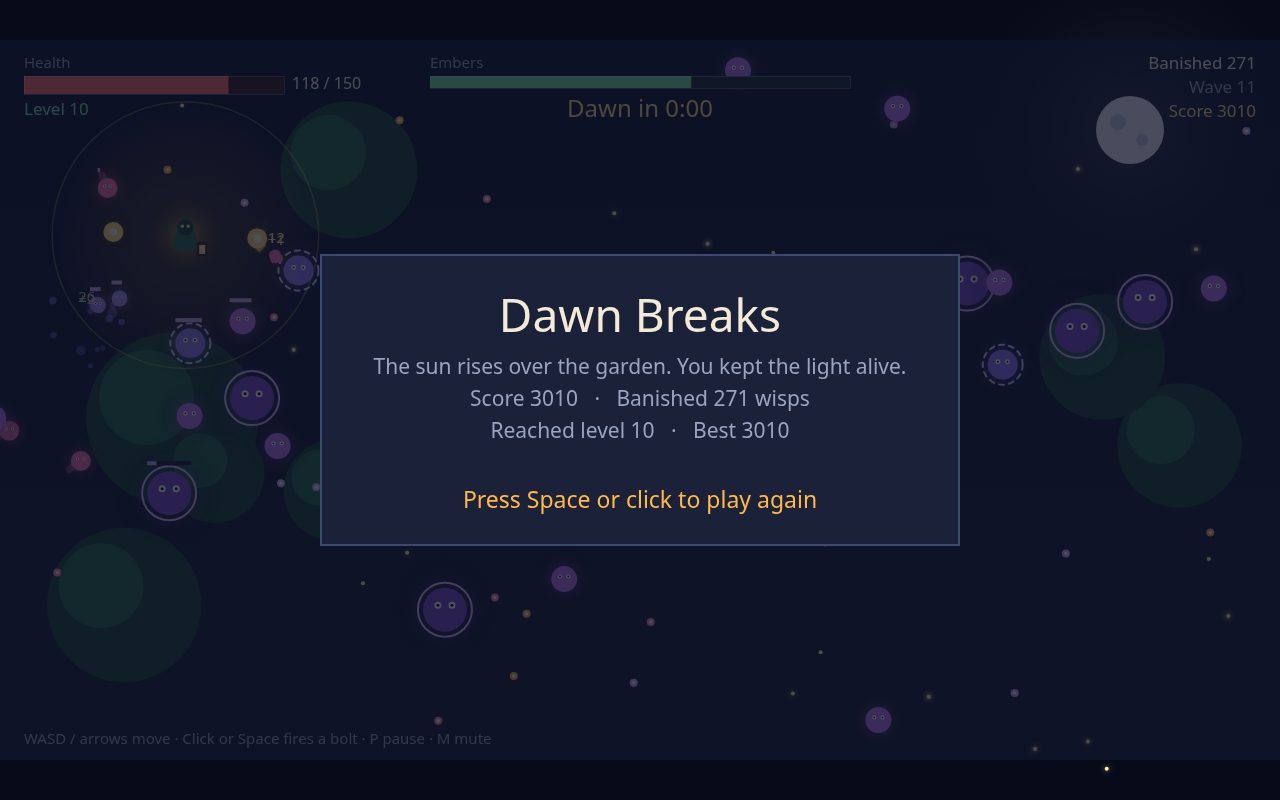 Health
Embers
Banished 271
118 / 150
Wave 11
Level 10
Dawn in 0:00
Score 3010
Dawn Breaks
The sun rises over the garden. You kept the light alive.
Score 3010 · Banished 271 wisps
Reached level 10 · Best 3010
Press Space or click to play again
WASD / arrows move · Click or Space fires a bolt · P pause · M mute